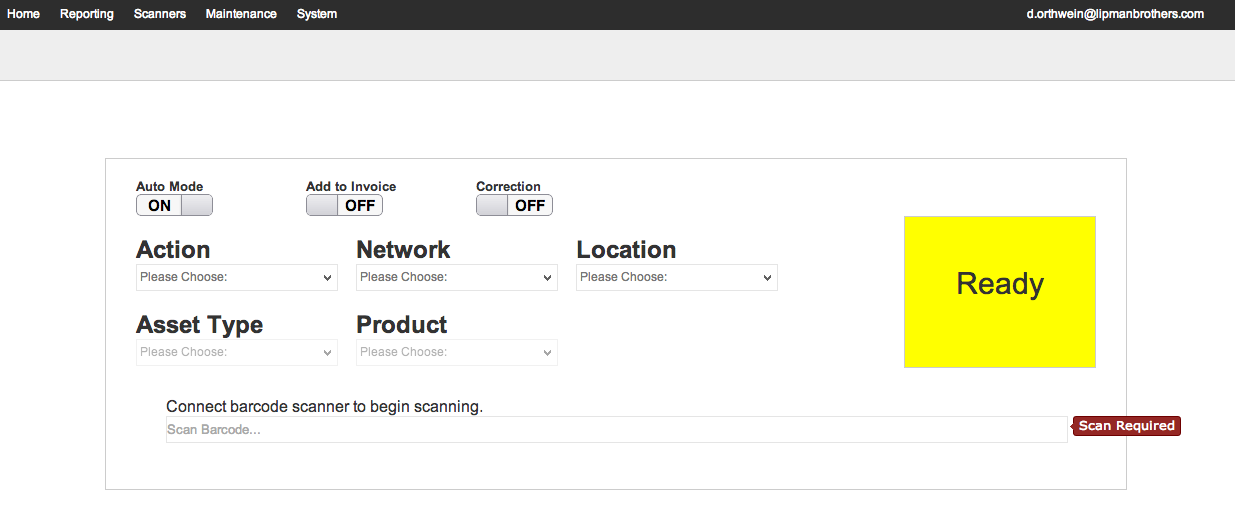 Home Reporting Scanners Maintenance System d.orthwein@lipmanbrothers.com
Auto Mode Add to Invoice Correction
ON OFF OFF
Action Network Location
Please Choose: Please Choose: Please Choose:
Ready
Asset Type Product
Please Choose: Please Choose:
Connect barcode scanner to begin scanning.
Scan Barcode... Scan Required